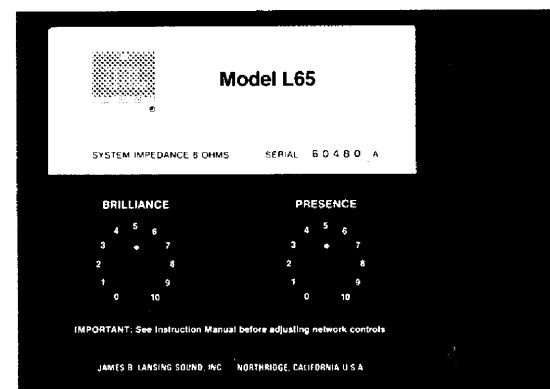 Model L65
SYSTEM IMPEDANCE 8 OHMS SERIAL 60480 A
BRILLIANCE PRESENCE
0 1 2 3 4 5 6 7 8 9 10 0 1 2 3 4 5 6 7 8 9 10
IMPORTANT: See Instruction Manual before adjusting network controls
JAMES B. LANSING SOUND, INC. NORTHRIDGE, CALIFORNIA U.S.A.